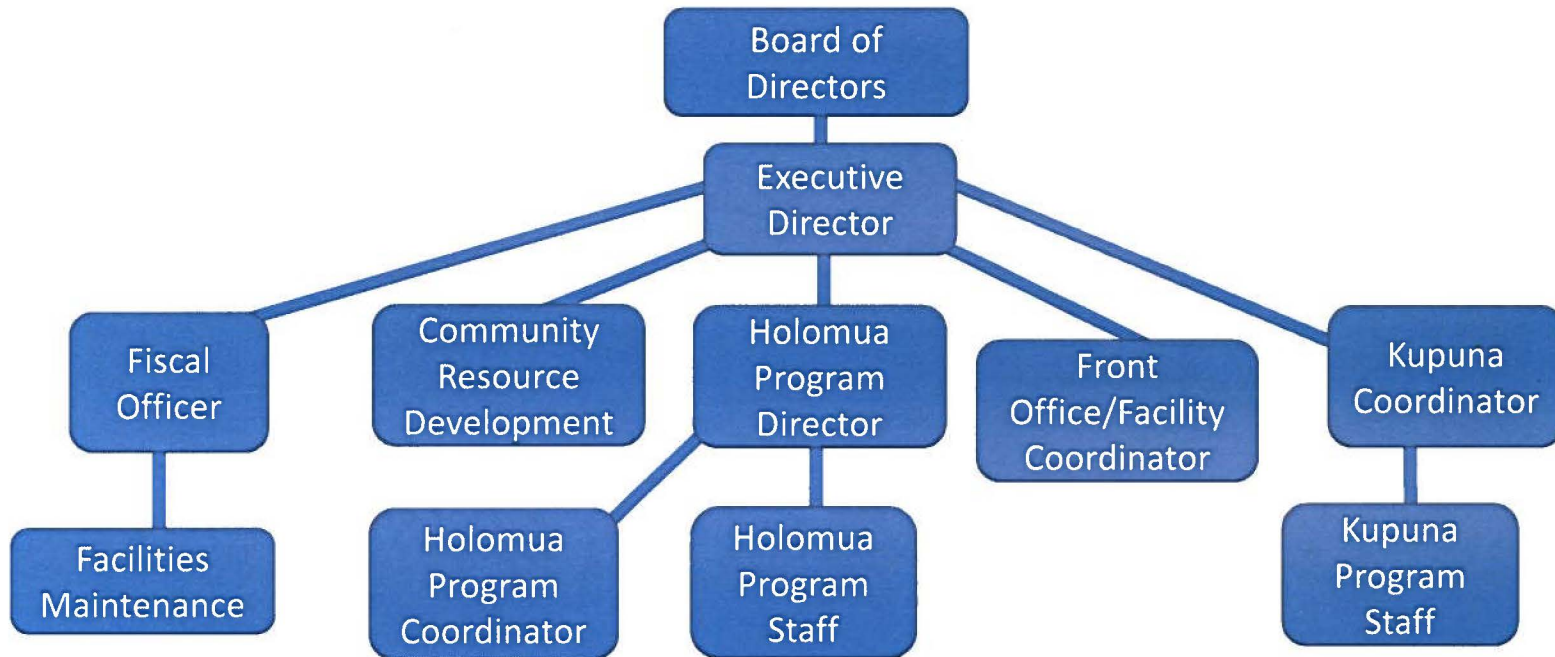 Board of
Directors
Executive
Director
Fiscal
Officer
Community
Resource
Development
Holomua
Program
Director
Front
Office/Facility
Coordinator
Kupuna
Coordinator
Facilities
Maintenance
Holomua
Program
Coordinator
Holomua
Program
Staff
Kupuna
Program
Staff